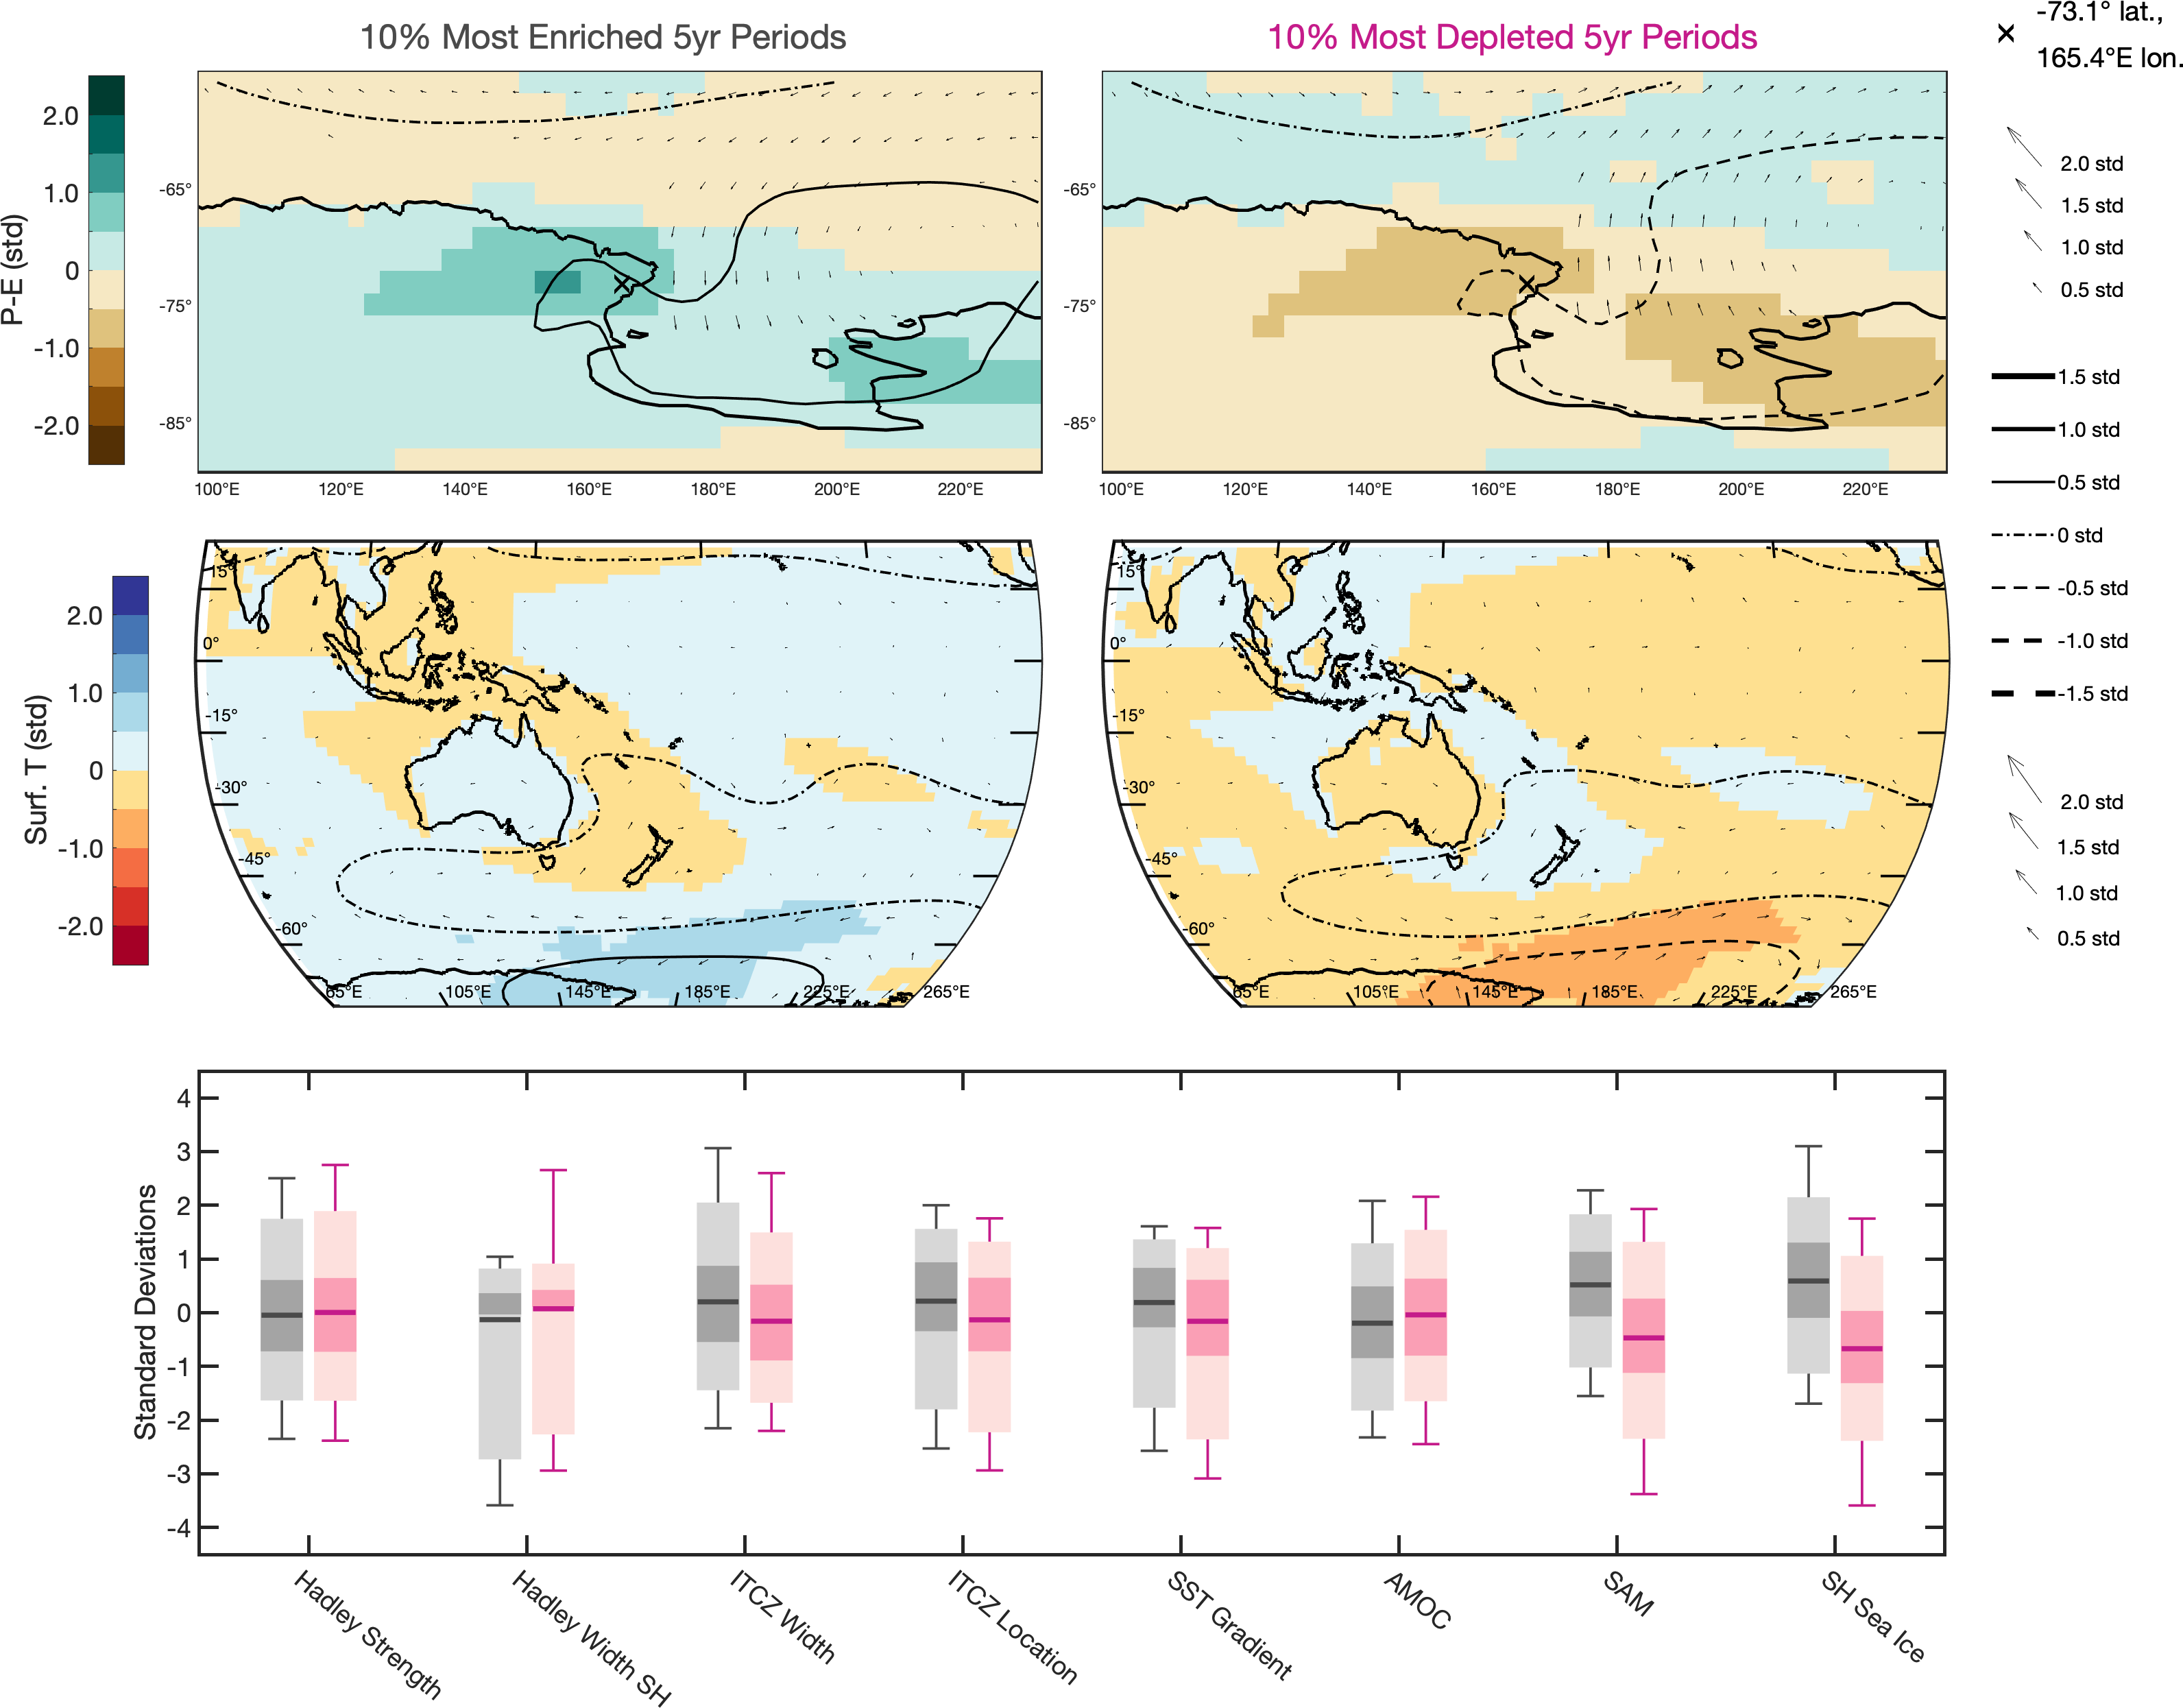 10% Most Enriched 5yr Periods
10% Most Depleted 5yr Periods
-73.1° lat.,
165.4°E lon.
P-E (std)
2.0
1.0
0
-1.0
-2.0
-65°
-75°
-85°
100°E 120°E 140°E 160°E 180°E 200°E 220°E
-65°
-75°
-85°
100°E 120°E 140°E 160°E 180°E 200°E 220°E
2.0 std
1.5 std
1.0 std
0.5 std
1.5 std
1.0 std
0.5 std
0 std
-0.5 std
-1.0 std
-1.5 std
Surf. T (std)
2.0
1.0
0
-1.0
-2.0
15°
0°
-15°
-30°
-45°
-60°
65°E 105°E 145°E 185°E 225°E 265°E
15°
0°
-15°
-30°
-45°
-60°
65°E 105°E 145°E 185°E 225°E 265°E
2.0 std
1.5 std
1.0 std
0.5 std
Standard Deviations
4
3
2
1
0
-1
-2
-3
-4
Hadley Strength
Hadley Width SH
ITCZ Width
ITCZ Location
SST Gradient
AMOC
SAM
SH Sea Ice